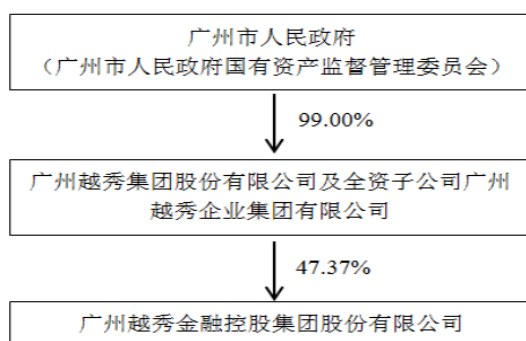 广州市人民政府
（广州市人民政府国有资产监督管理委员会）
99.00%
广州越秀集团股份有限公司及全资子公司广州
越秀企业集团有限公司
47.37%
广州越秀金融控股集团股份有限公司